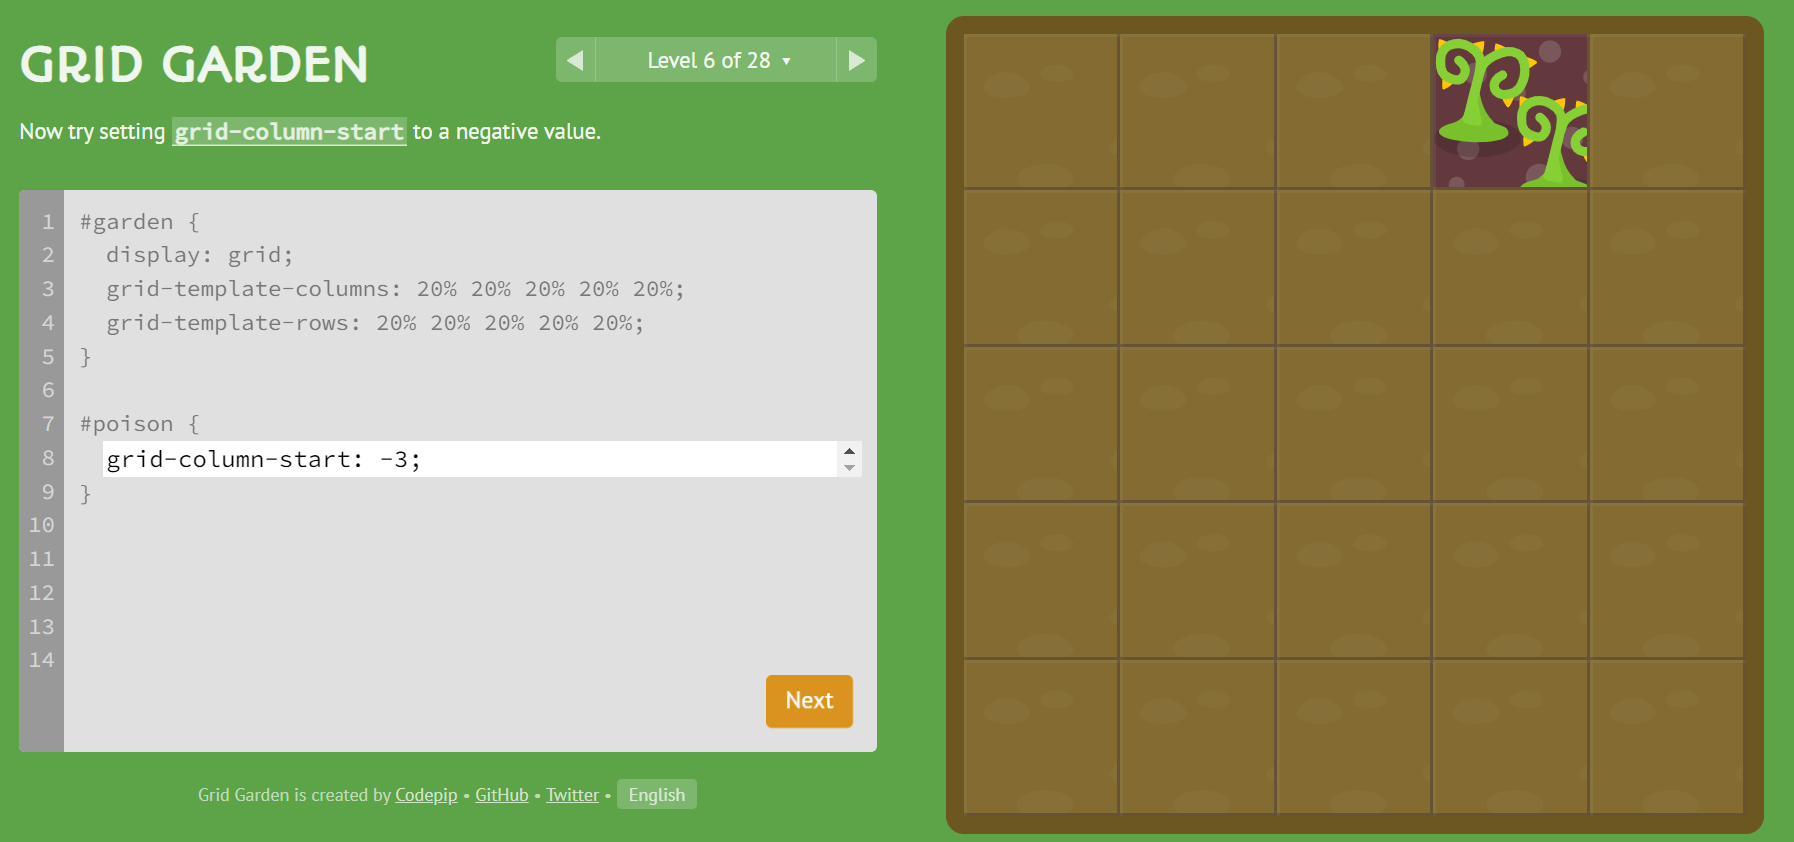 GRID GARDEN
◀ Level 6 of 28 ▾ ▶
Now try setting grid-column-start to a negative value.
1 #garden {
2   display: grid;
3   grid-template-columns: 20% 20% 20% 20% 20%;
4   grid-template-rows: 20% 20% 20% 20% 20%;
5 }
6
7 #poison {
8   grid-column-start: -3;
9 }
10
11
12
13
14
Next
Grid Garden is created by Codepip • GitHub • Twitter • English